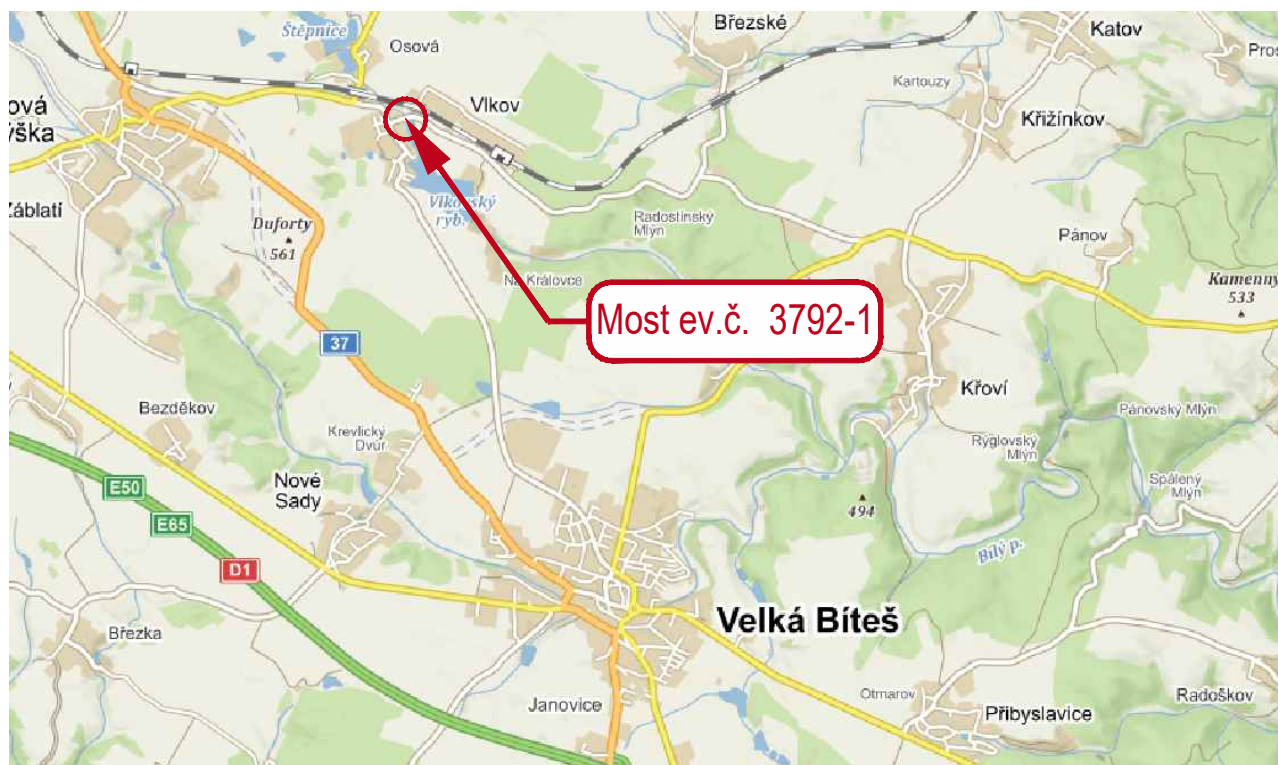 Štěpnice
Osová
Březské
Katov
Pros
Kartouzy
ová
ýška
Vlkov
Křižínkov
Záblatí
Vlkovský
ryb.
Radostínský
Mlýn
Duforty
561
Pánov
Na Královce
Kamenný
533
Most ev.č. 3792-1
37
Křoví
Bezděkov
Pánovský Mlýn
Krevlický
Dvůr
Ryglovský
Mlýn
Nové
Sady
E50
Spálený
Mlýn
494
E65
Bílý p.
D1
Velká Bíteš
Březka
Otmarov
Radoškov
Janovice
Přibyslavice